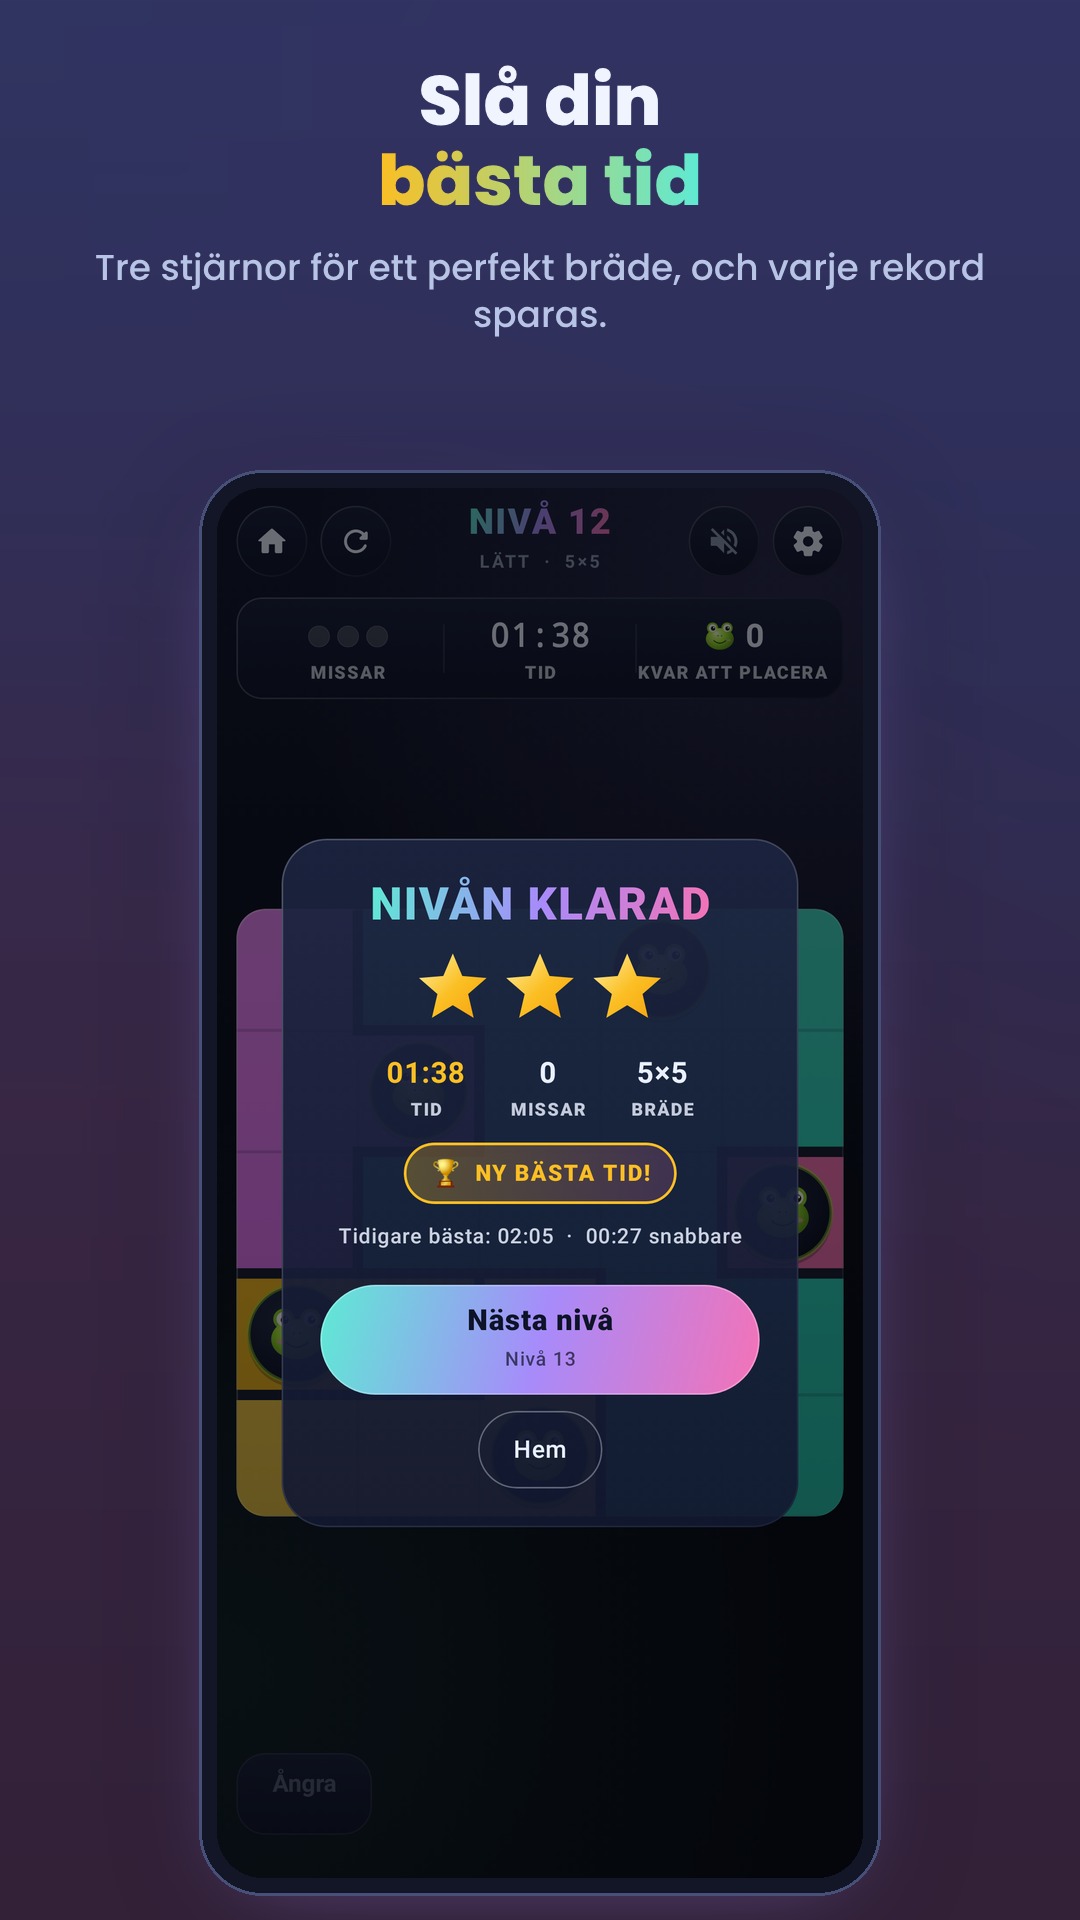 Slå din
bästa tid
Tre stjärnor för ett perfekt bräde, och varje rekord
sparas.
NIVÅ 12
LÄTT · 5×5
01:38
0
MISSAR
TID
KVAR ATT PLACERA
NIVÅN KLARAD
01:38
0
5×5
TID
MISSAR
BRÄDE
NY BÄSTA TID!
Tidigare bästa: 02:05 · 00:27 snabbare
Nästa nivå
Nivå 13
Hem
Ångra